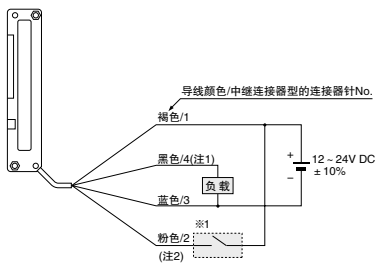 导线颜色/中继连接器型的连接器针No.
褐色/1
黑色/4(注1)
负 载
+
12 ~ 24V DC
± 10%
−
蓝色/3
※1
粉色/2
(注2)